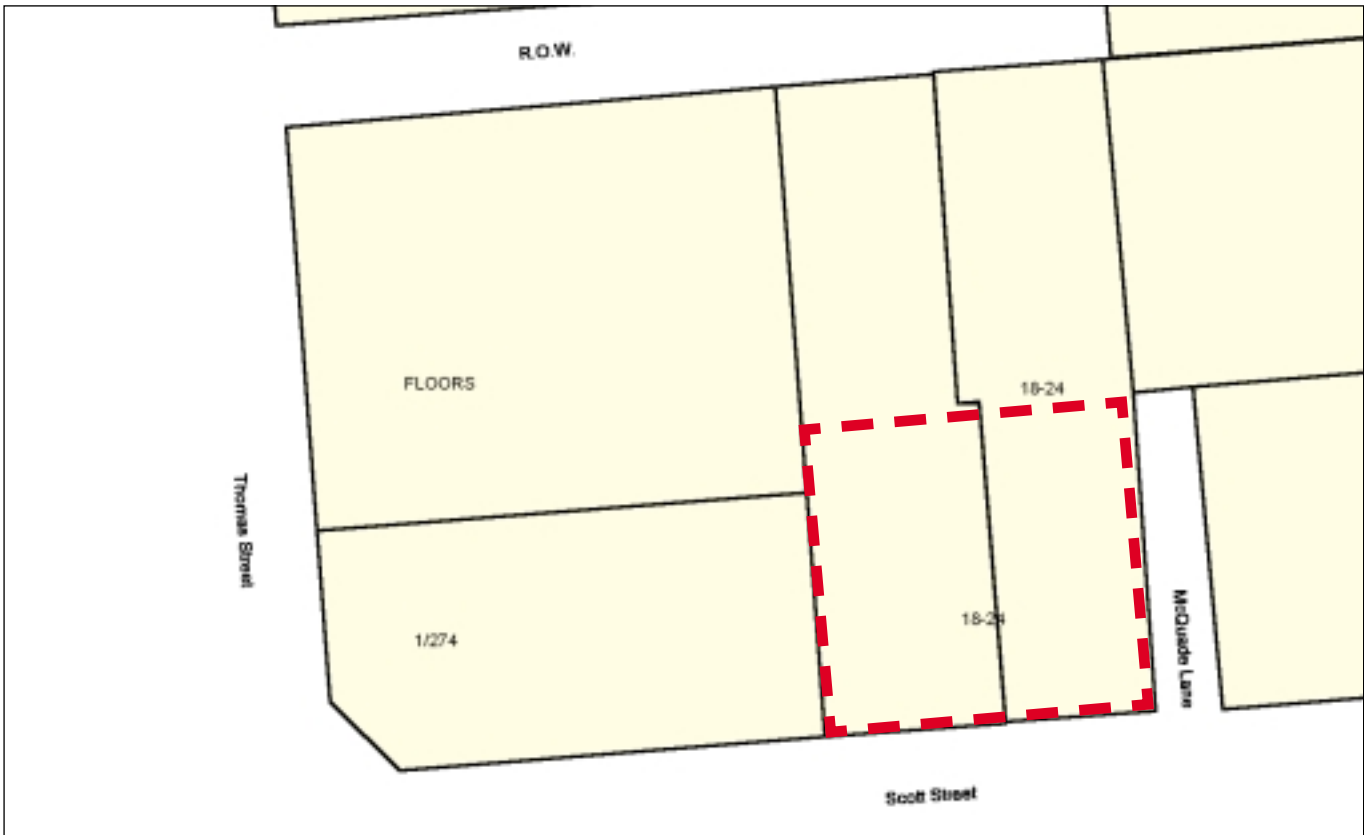 R.O.W.
FLOORS
18-24
Thomas Street
18-24
1/274
McQuade Lane
Scott Street